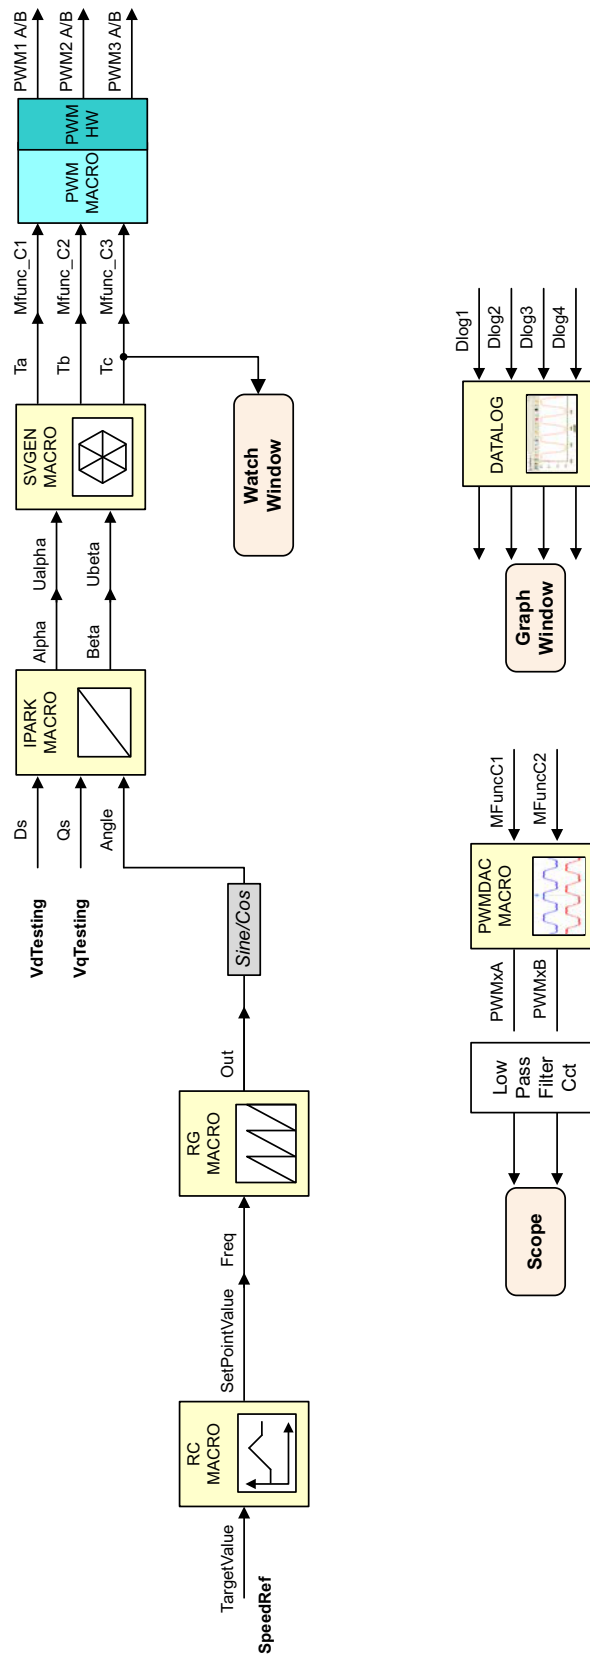 SpeedRef
TargetValue
RC
MACRO
SetPointValue
Freq
RG
MACRO
Out
Sine/Cos
VdTesting
VqTesting
Ds
Qs
Angle
IPARK
MACRO
Alpha
Beta
Ualpha
Ubeta
SVGEN
MACRO
Ta
Tb
Tc
Mfunc_C1
Mfunc_C2
Mfunc_C3
PWM
MACRO
PWM
HW
PWM1 A/B
PWM2 A/B
PWM3 A/B
Watch
Window
Scope
Low
Pass
Filter
Cct
PWMxA
PWMxB
PWMDAC
MACRO
MFuncC1
MFuncC2
Graph
Window
DATALOG
Dlog1
Dlog2
Dlog3
Dlog4